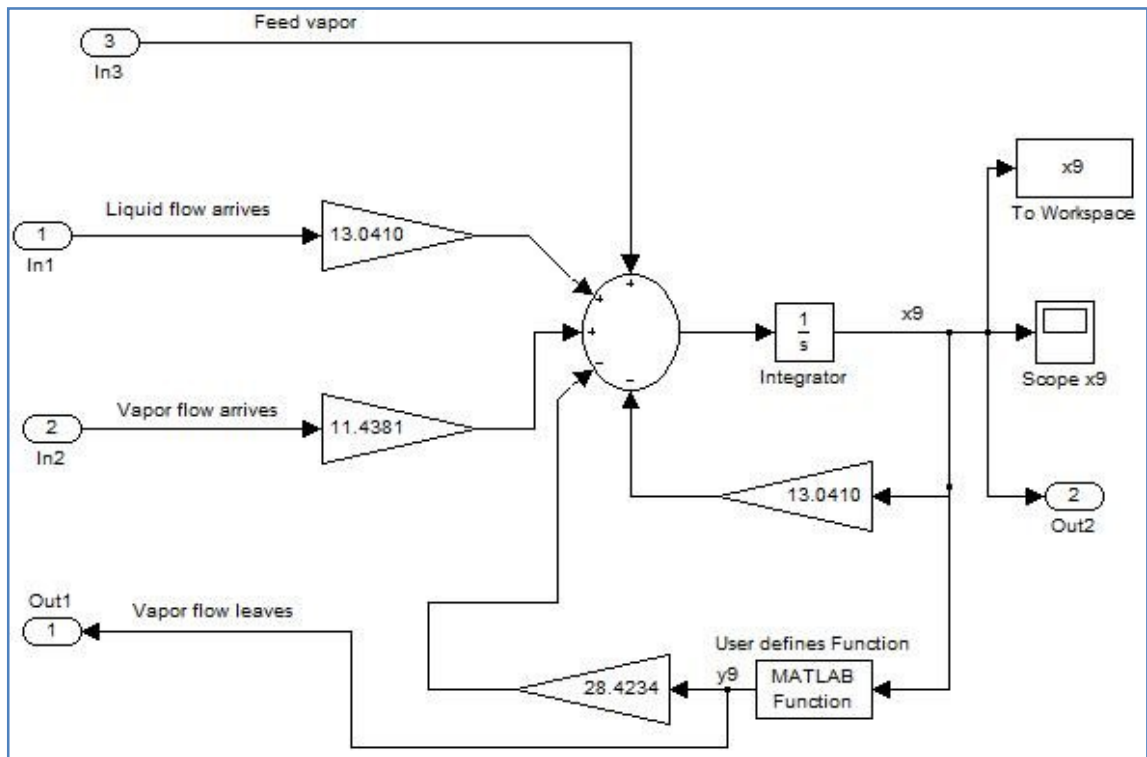 Feed vapor
3
In3
x9
To Workspace
Liquid flow arrives
1
In1
13.0410
+
+
+
-
-
1
s
Integrator
x9
Scope x9
Vapor flow arrives
2
In2
11.4381
13.0410
2
Out2
Out1
1
Vapor flow leaves
User defines Function
28.4234
y9
MATLAB
Function